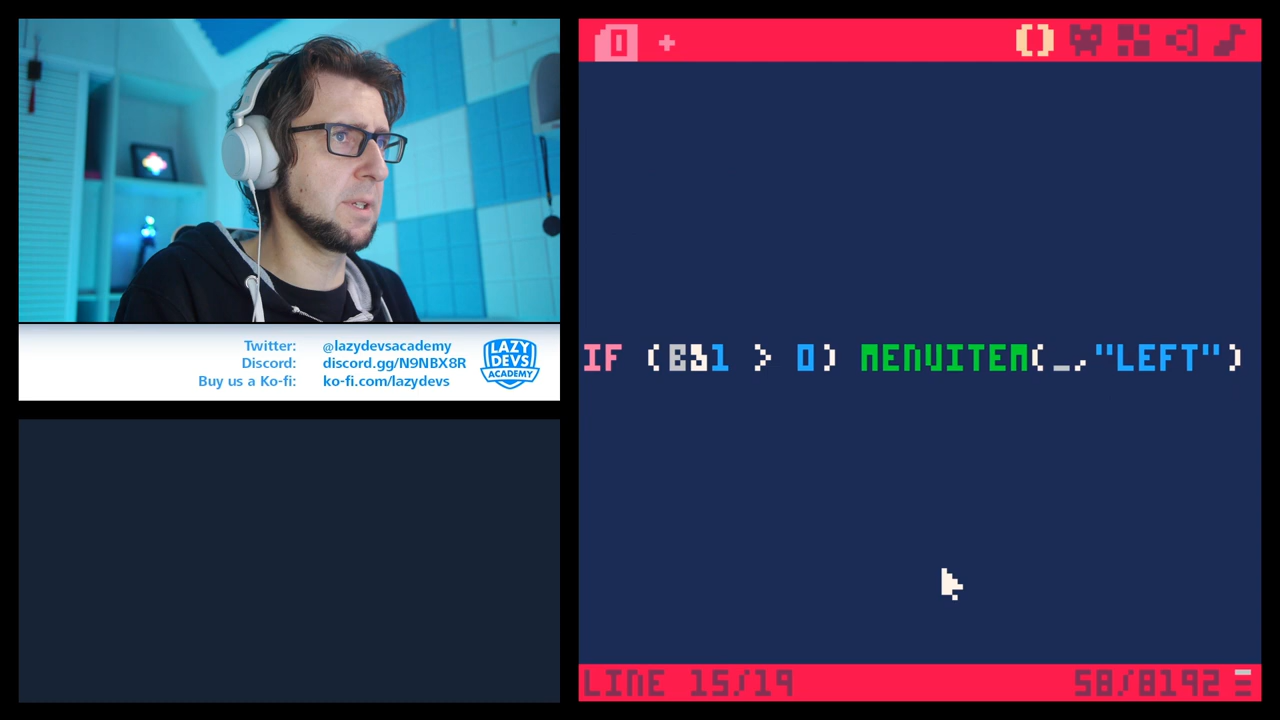 Twitter: @lazydevsacademy
Discord: discord.gg/N9NBX8R
Buy us a Ko-fi: ko-fi.com/lazydevs
LAZY
DEVS
ACADEMY
0 +
IF (B&1 > 0) MENUITEM(_,"LEFT")
LINE 15/19
58/8192